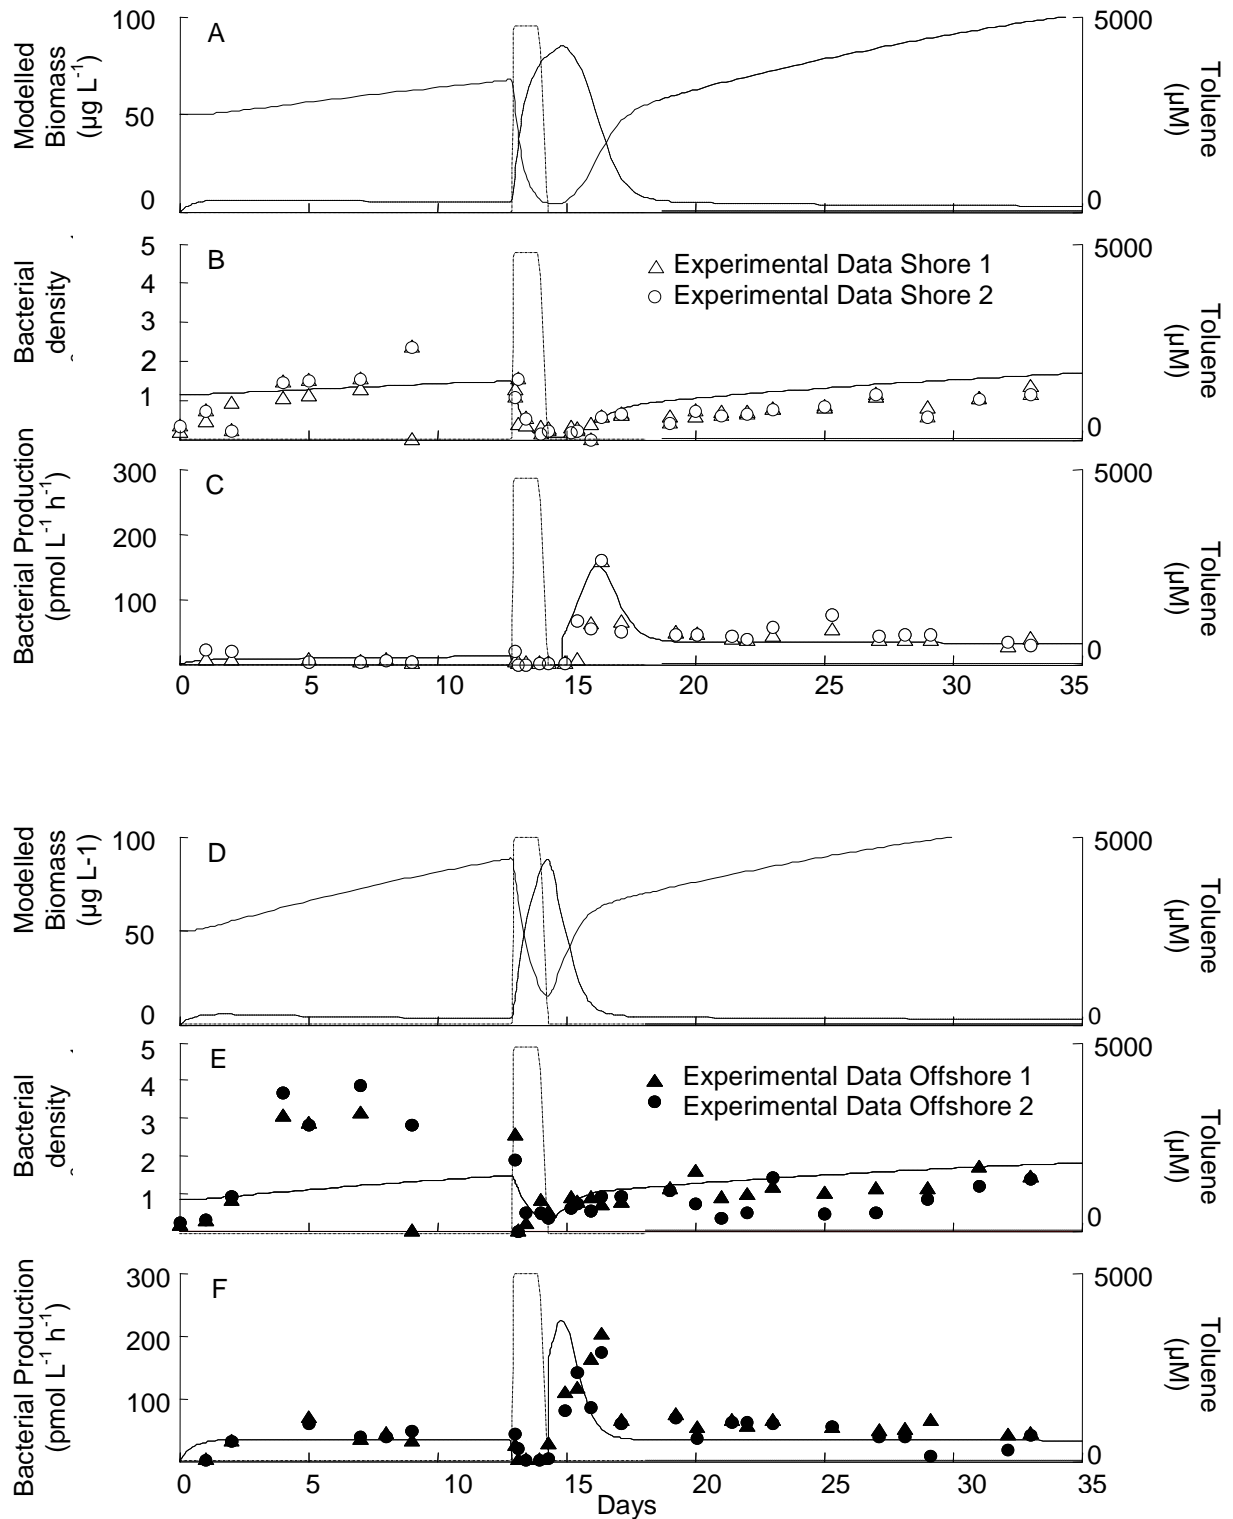 A
Modelled
Biomass
(µg L-1)
100
50
0
5000
0
Toluene
(µM)
B
Bacterial
density
5
4
3
2
1
Experimental Data Shore 1
Experimental Data Shore 2
5000
0
Toluene
(µM)
C
Bacterial Production
(pmol L-1 h-1)
300
200
100
5000
0
Toluene
(µM)
0 5 10 15 20 25 30 35
D
Modelled
Biomass
(µg L-1)
100
50
0
5000
0
Toluene
(µM)
E
Bacterial
density
5
4
3
2
1
Experimental Data Offshore 1
Experimental Data Offshore 2
5000
0
Toluene
(µM)
F
Bacterial Production
(pmol L-1 h-1)
300
200
100
5000
0
Toluene
(µM)
0 5 10 15 20 25 30 35
Days